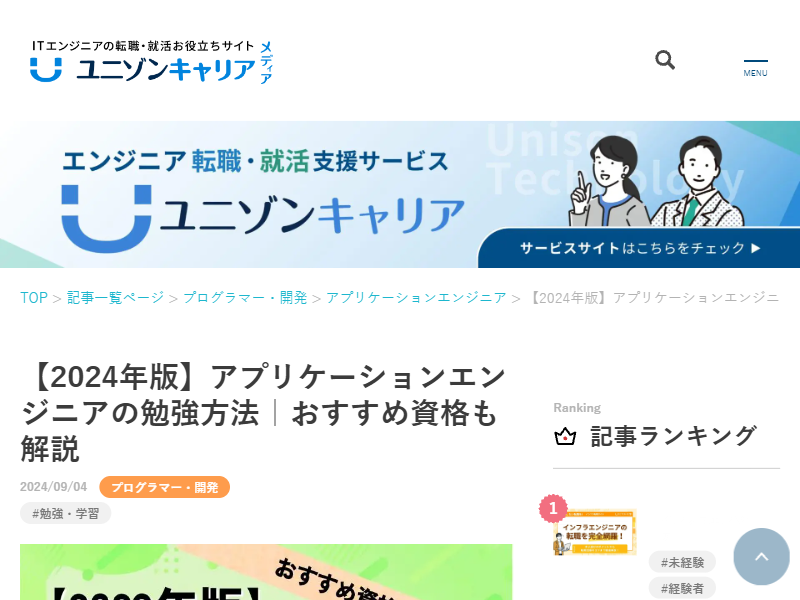 ITエンジニアの転職・就活お役立ちサイト
ユニゾンキャリア
メディア
MENU
Unison
Technology
エンジニア転職・就活支援サービス
ユニゾンキャリア
サービスサイトはこちらをチェック ▶
TOP > 記事一覧ページ > プログラマー・開発 > アプリケーションエンジニア > 【2024年版】アプリケーションエンジニ
【2024年版】アプリケーションエン
ジニアの勉強方法｜おすすめ資格も
解説
2024/09/04 プログラマー・開発
#勉強・学習
Ranking
記事ランキング
1
インフラエンジニアの
転職を完全網羅！
#未経験
#経験者
おすすめ資格
【2023年版】